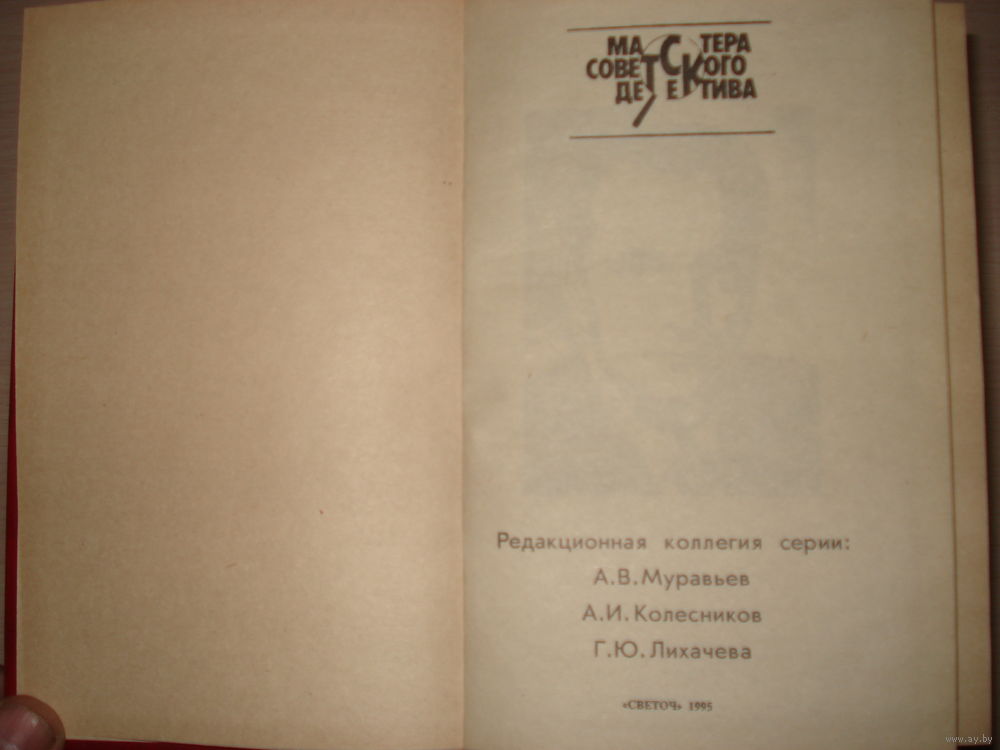 МАСТЕРА
СОВЕТСКОГО
ДЕТЕКТИВА
Редакционная коллегия серии:
А.В.Муравьев
А.И.Колесников
Г.Ю.Лихачева
«СВЕТОЧ» 1995
www.ay.by